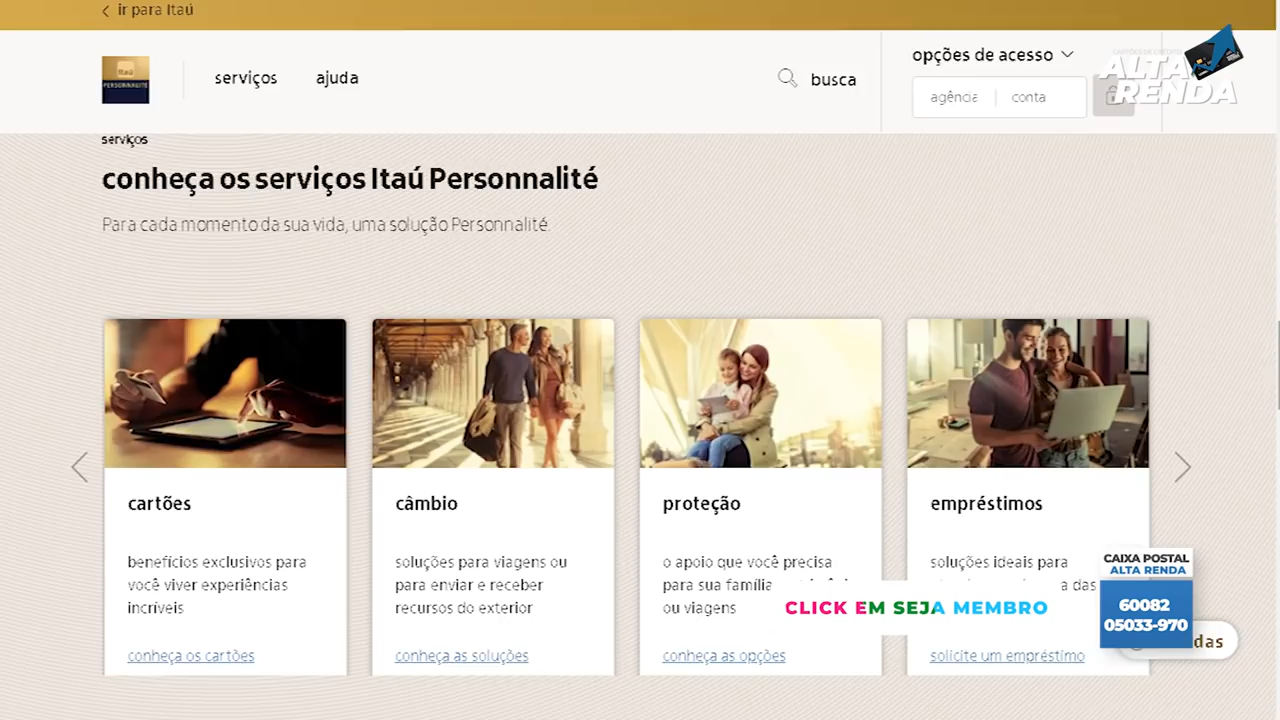 ir para Itaú
Itaú
PERSONNALITÉ
serviços
ajuda
busca
opções de acesso
agência
conta
CARTÕES DE CRÉDITO
ALTA
RENDA
serviços
conheça os serviços Itaú Personnalité
Para cada momento da sua vida, uma solução Personnalité.
cartões
benefícios exclusivos para
você viver experiências
incríveis
conheça os cartões
câmbio
soluções para viagens ou
para enviar e receber
recursos do exterior
conheça as soluções
proteção
o apoio que você precisa
para sua família
ou viagens
conheça as opções
empréstimos
soluções ideais para
a das
solicite um empréstimo
CLICK EM SEJA MEMBRO
CAIXA POSTAL
ALTA RENDA
60082
05033-970
das